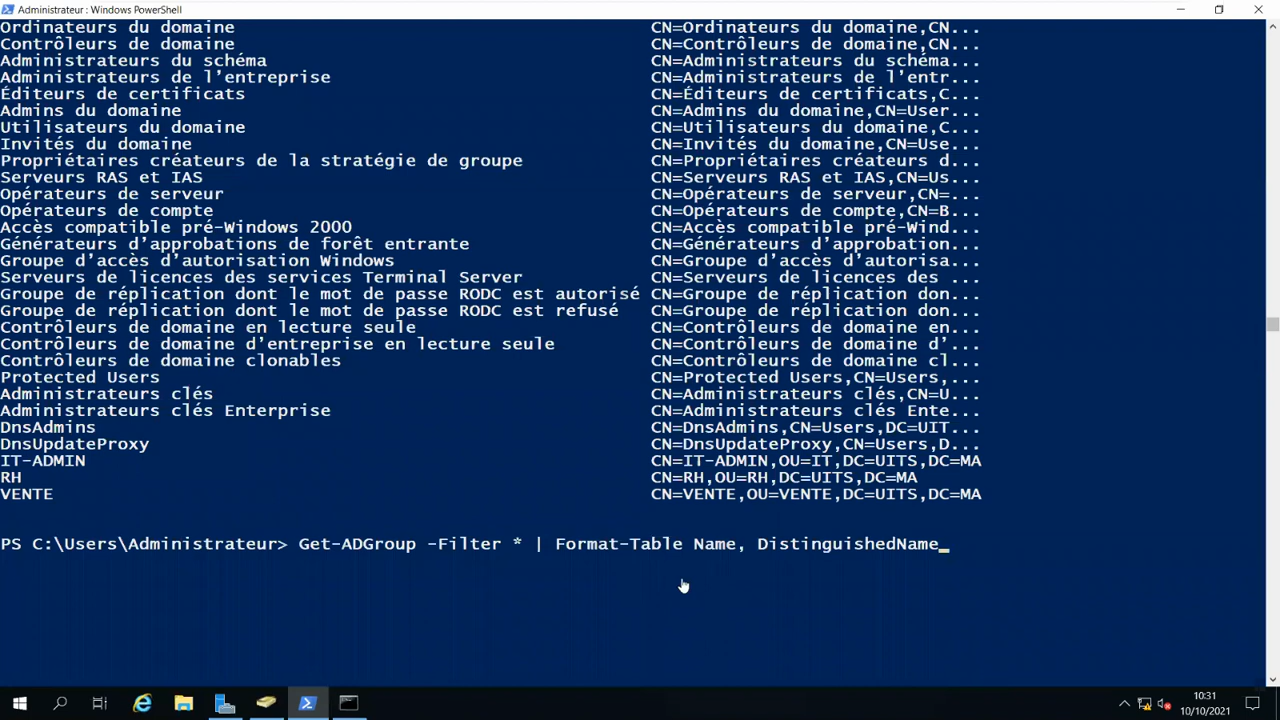 Administrateur : Windows PowerShell
Ordinateurs du domaine CN=Ordinateurs du domaine,CN...
Contrôleurs de domaine CN=Contrôleurs de domaine,CN...
Administrateurs du schéma CN=Administrateurs du schéma...
Administrateurs de l’entreprise CN=Administrateurs de l’entr...
Éditeurs de certificats CN=Éditeurs de certificats,C...
Admins du domaine CN=Admins du domaine,CN=User...
Utilisateurs du domaine CN=Utilisateurs du domaine,C...
Invités du domaine CN=Invités du domaine,CN=Use...
Propriétaires créateurs de la stratégie de groupe CN=Propriétaires créateurs d...
Serveurs RAS et IAS CN=Serveurs RAS et IAS,CN=Us...
Opérateurs de serveur CN=Opérateurs de serveur,CN=...
Opérateurs de compte CN=Opérateurs de compte,CN=B...
Accès compatible pré-Windows 2000 CN=Accès compatible pré-Wind...
Générateurs d’approbations de forêt entrante CN=Générateurs d’approbation...
Groupe d’accès d’autorisation Windows CN=Groupe d’accès d’autorisa...
Serveurs de licences des services Terminal Server CN=Serveurs de licences des ...
Groupe de réplication dont le mot de passe RODC est autorisé CN=Groupe de réplication don...
Groupe de réplication dont le mot de passe RODC est refusé CN=Groupe de réplication don...
Contrôleurs de domaine en lecture seule CN=Contrôleurs de domaine en...
Contrôleurs de domaine d’entreprise en lecture seule CN=Contrôleurs de domaine d’...
Contrôleurs de domaine clonables CN=Contrôleurs de domaine cl...
Protected Users CN=Protected Users,CN=Users,...
Administrateurs clés CN=Administrateurs clés,CN=U...
Administrateurs clés Enterprise CN=Administrateurs clés Ente...
DnsAdmins CN=DnsAdmins,CN=Users,DC=UIT...
DnsUpdateProxy CN=DnsUpdateProxy,CN=Users,D...
IT-ADMIN CN=IT-ADMIN,OU=IT,DC=UITS,DC=MA
RH CN=RH,OU=RH,DC=UITS,DC=MA
VENTE CN=VENTE,OU=VENTE,DC=UITS,DC=MA
PS C:\Users\Administrateur> Get-ADGroup -Filter * | Format-Table Name, DistinguishedName_
10:31
10/10/2021